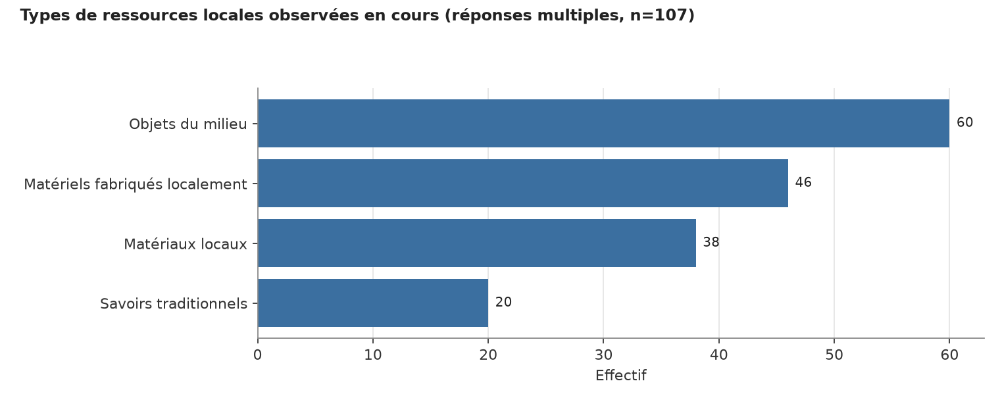 Types de ressources locales observées en cours (réponses multiples, n=107)
Objets du milieu
60
Matériels fabriqués localement
46
Matériaux locaux
38
Savoirs traditionnels
20
0 10 20 30 40 50 60
Effectif